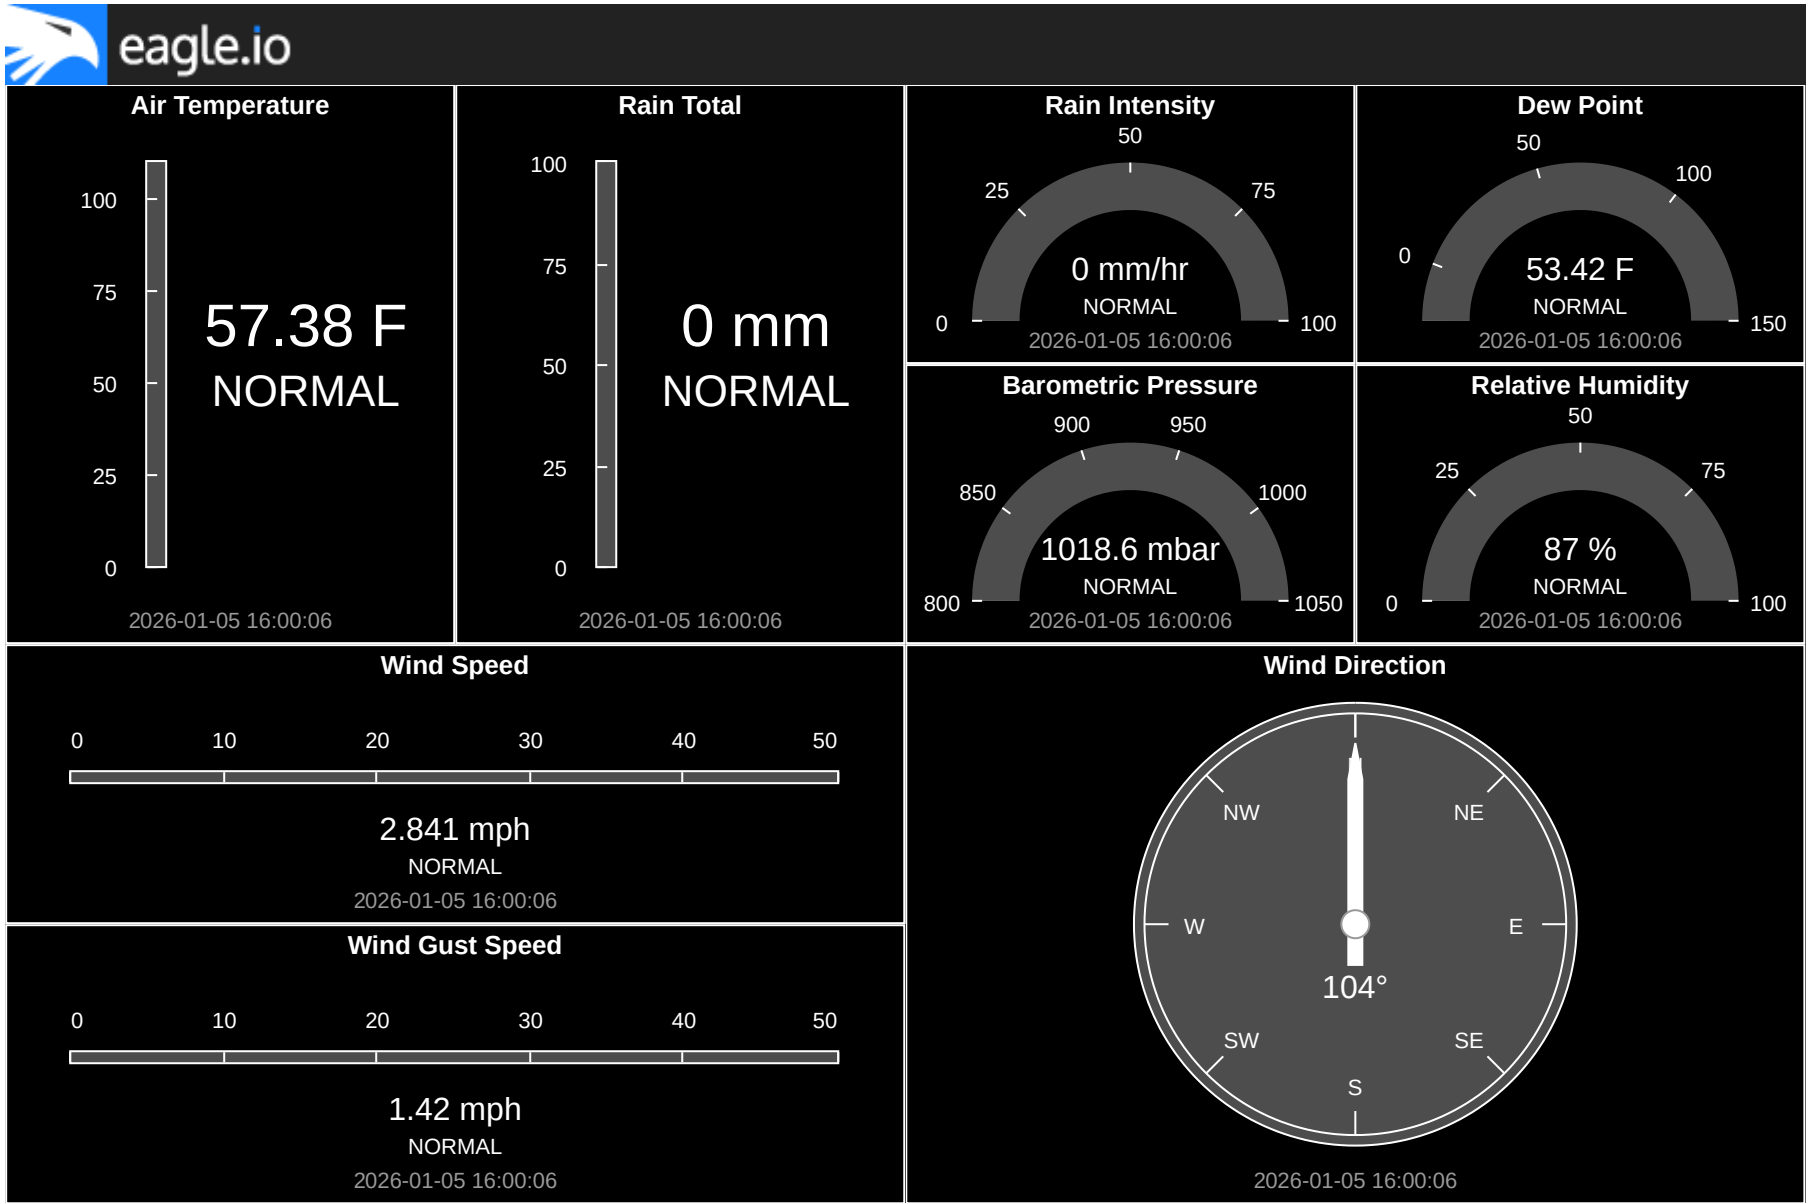 eagle.io
Air Temperature
100
75
50
25
0
57.38 F
NORMAL
2026-01-05 16:00:06
Rain Total
100
75
50
25
0
0 mm
NORMAL
2026-01-05 16:00:06
Rain Intensity
50
25
75
0
100
0 mm/hr
NORMAL
2026-01-05 16:00:06
Dew Point
50
100
0
150
53.42 F
NORMAL
2026-01-05 16:00:06
Barometric Pressure
900
950
850
1000
800
1050
1018.6 mbar
NORMAL
2026-01-05 16:00:06
Relative Humidity
50
25
75
0
100
87 %
NORMAL
2026-01-05 16:00:06
Wind Speed
0 10 20 30 40 50
2.841 mph
NORMAL
2026-01-05 16:00:06
Wind Gust Speed
0 10 20 30 40 50
1.42 mph
NORMAL
2026-01-05 16:00:06
Wind Direction
NW NE
W E
104°
SW SE
S
2026-01-05 16:00:06